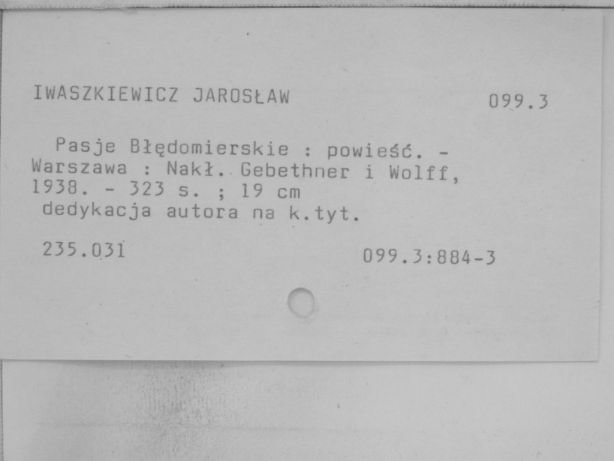 IWASZKIEWICZ JAROSŁAW 099.3
Pasje Błędomierskie : powieść. -
Warszawa : Nakł. Gebethner i Wolff,
1938. - 323 s. ; 19 cm
dedykacja autora na k.tyt.
235.031 099.3:884-3